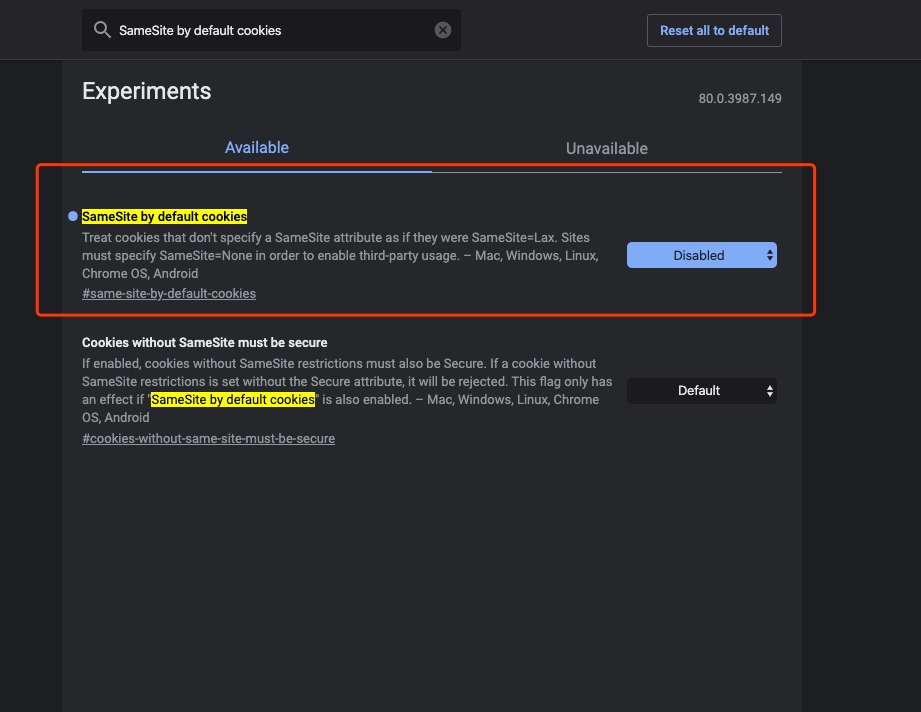 SameSite by default cookies
Reset all to default
Experiments
80.0.3987.149
Available
Unavailable
SameSite by default cookies
Treat cookies that don't specify a SameSite attribute as if they were SameSite=Lax. Sites
must specify SameSite=None in order to enable third-party usage. – Mac, Windows, Linux,
Chrome OS, Android
#same-site-by-default-cookies
Disabled
Cookies without SameSite must be secure
If enabled, cookies without SameSite restrictions must also be Secure. If a cookie without
SameSite restrictions is set without the Secure attribute, it will be rejected. This flag only has
an effect if "SameSite by default cookies" is also enabled. – Mac, Windows, Linux, Chrome
OS, Android
#cookies-without-same-site-must-be-secure
Default